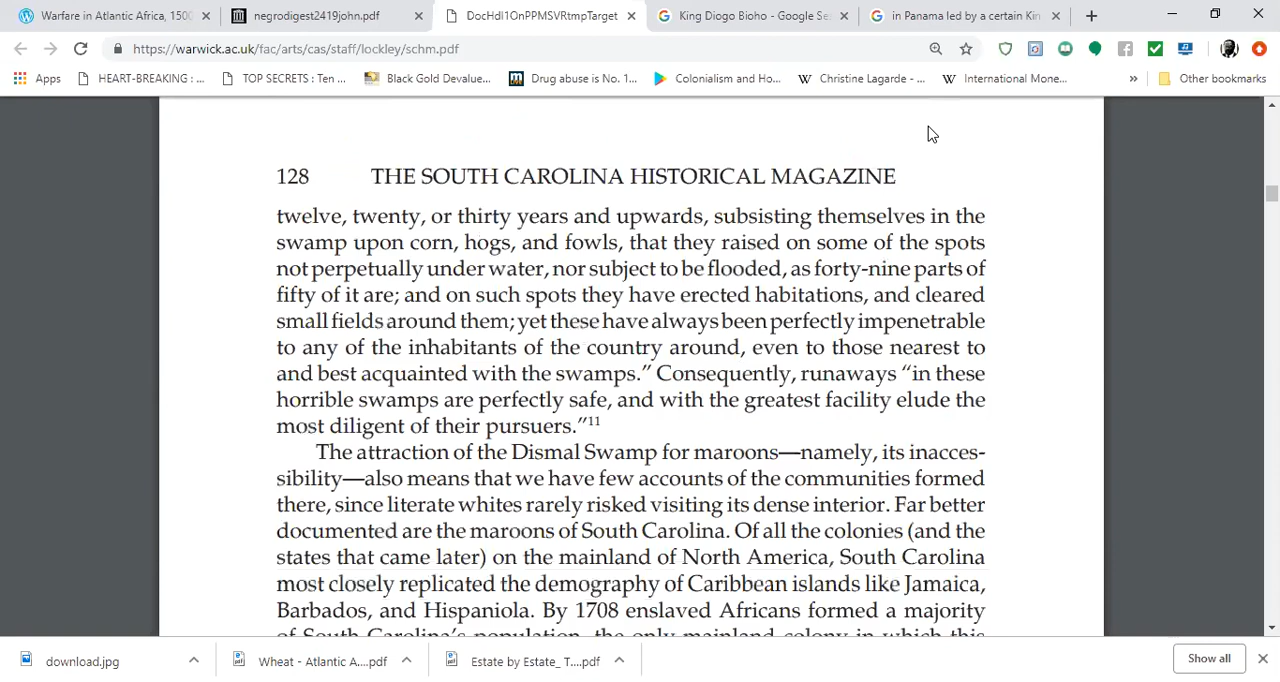 Warfare in Atlantic Africa, 1500
negrodigest2419john.pdf
DocHdl1OnPPMSVRtmpTarget
King Diogo Bioho - Google Se
in Panama led by a certain Kin
https://warwick.ac.uk/fac/arts/cas/staff/lockley/schm.pdf
Apps
HEART-BREAKING : ...
TOP SECRETS : Ten ...
Black Gold Devalue...
Drug abuse is No. 1...
Colonialism and Ho...
Christine Lagarde - ...
International Mone...
Other bookmarks
128 THE SOUTH CAROLINA HISTORICAL MAGAZINE
twelve, twenty, or thirty years and upwards, subsisting themselves in the
swamp upon corn, hogs, and fowls, that they raised on some of the spots
not perpetually under water, nor subject to be flooded, as forty-nine parts of
fifty of it are; and on such spots they have erected habitations, and cleared
small fields around them; yet these have always been perfectly impenetrable
to any of the inhabitants of the country around, even to those nearest to
and best acquainted with the swamps.” Consequently, runaways “in these
horrible swamps are perfectly safe, and with the greatest facility elude the
most diligent of their pursuers.”11
The attraction of the Dismal Swamp for maroons—namely, its inacces-
sibility—also means that we have few accounts of the communities formed
there, since literate whites rarely risked visiting its dense interior. Far better
documented are the maroons of South Carolina. Of all the colonies (and the
states that came later) on the mainland of North America, South Carolina
most closely replicated the demography of Caribbean islands like Jamaica,
Barbados, and Hispaniola. By 1708 enslaved Africans formed a majority
of South Carolina’s population, the only mainland colony in which this
download.jpg
Wheat - Atlantic A....pdf
Estate by Estate_ T....pdf
Show all